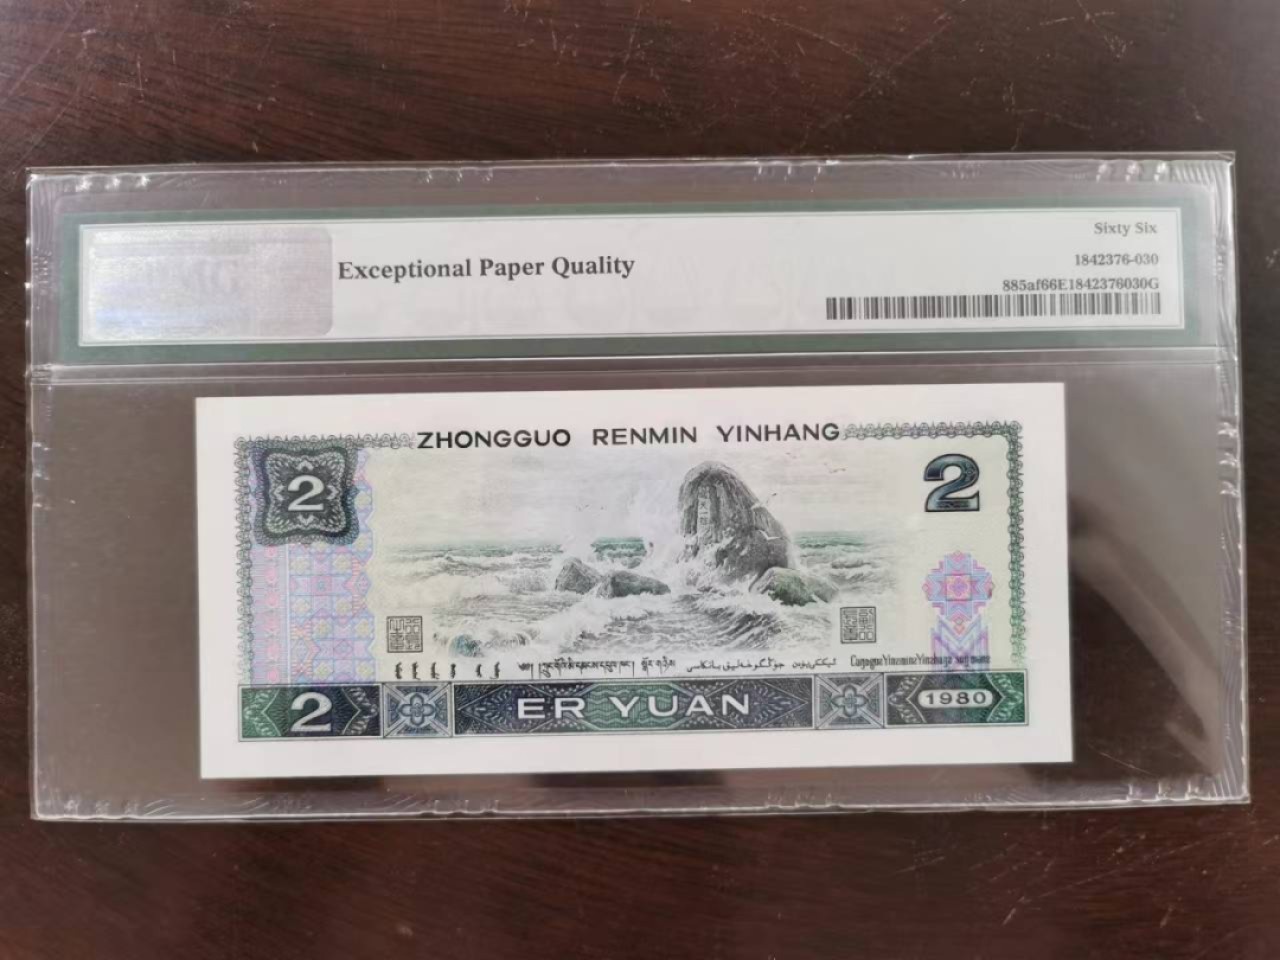 Sixty Six
Exceptional Paper Quality
1842376-030
885af66E1842376030G
ZHONGGUO RENMIN YINHANG
2
2
2
ER YUAN
1980